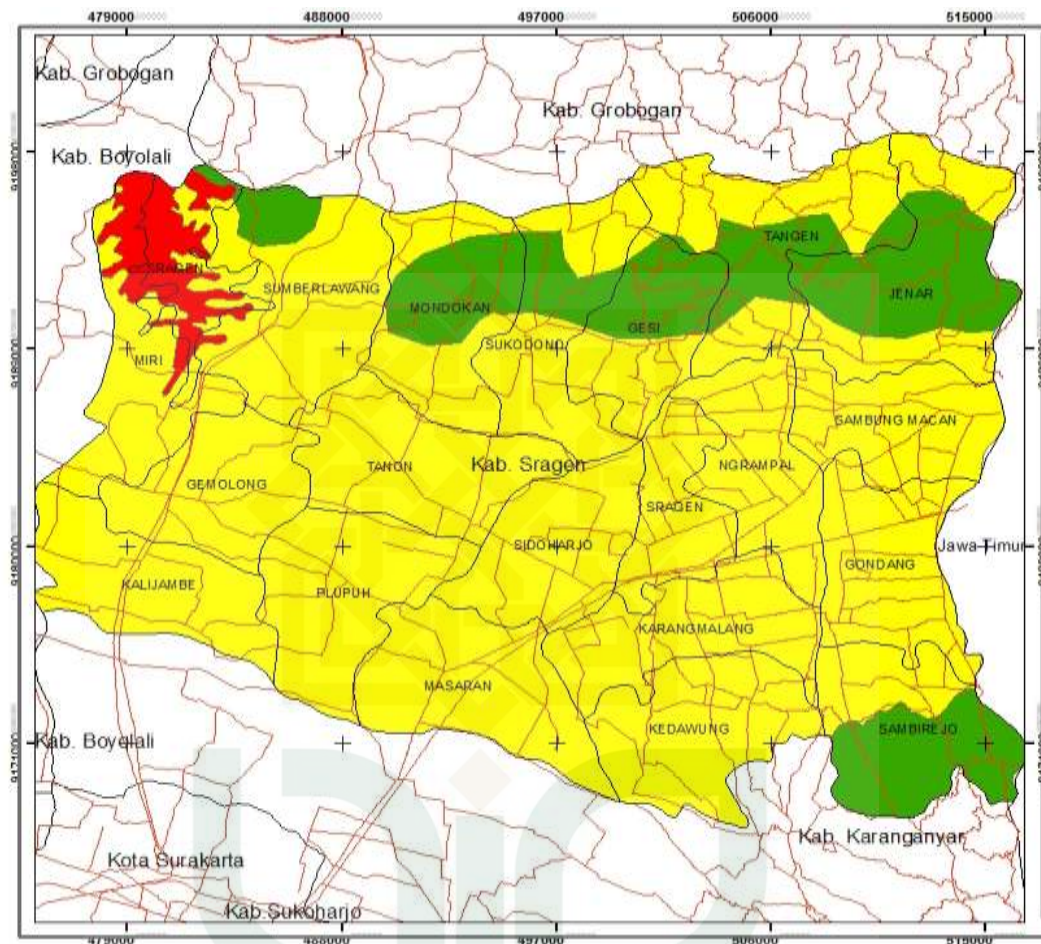 479000 488000 497000 506000 515000
Kab. Grobogan
Kab. Grobogan
Kab. Boyolali
TANGEN
SRAGEN
SUMBERLAWANG
JENAR
MONDOKAN
GESI
SUKODONO
MIRI
SAMBUNG MACAN
TANON
Kab. Sragen
NGRAMPAL
GEMOLONG
SRAGEN
SIDOHARJO
Jawa Timur
GONDANG
KALIJAMBE
PLUPUH
KARANGMALANG
MASARAN
KEDAWUNG
SAMBIREJO
Kab. Boyolali
Kab. Karanganyar
Kota Surakarta
Kab.Sukoharjo
479000 488000 497000 506000 515000